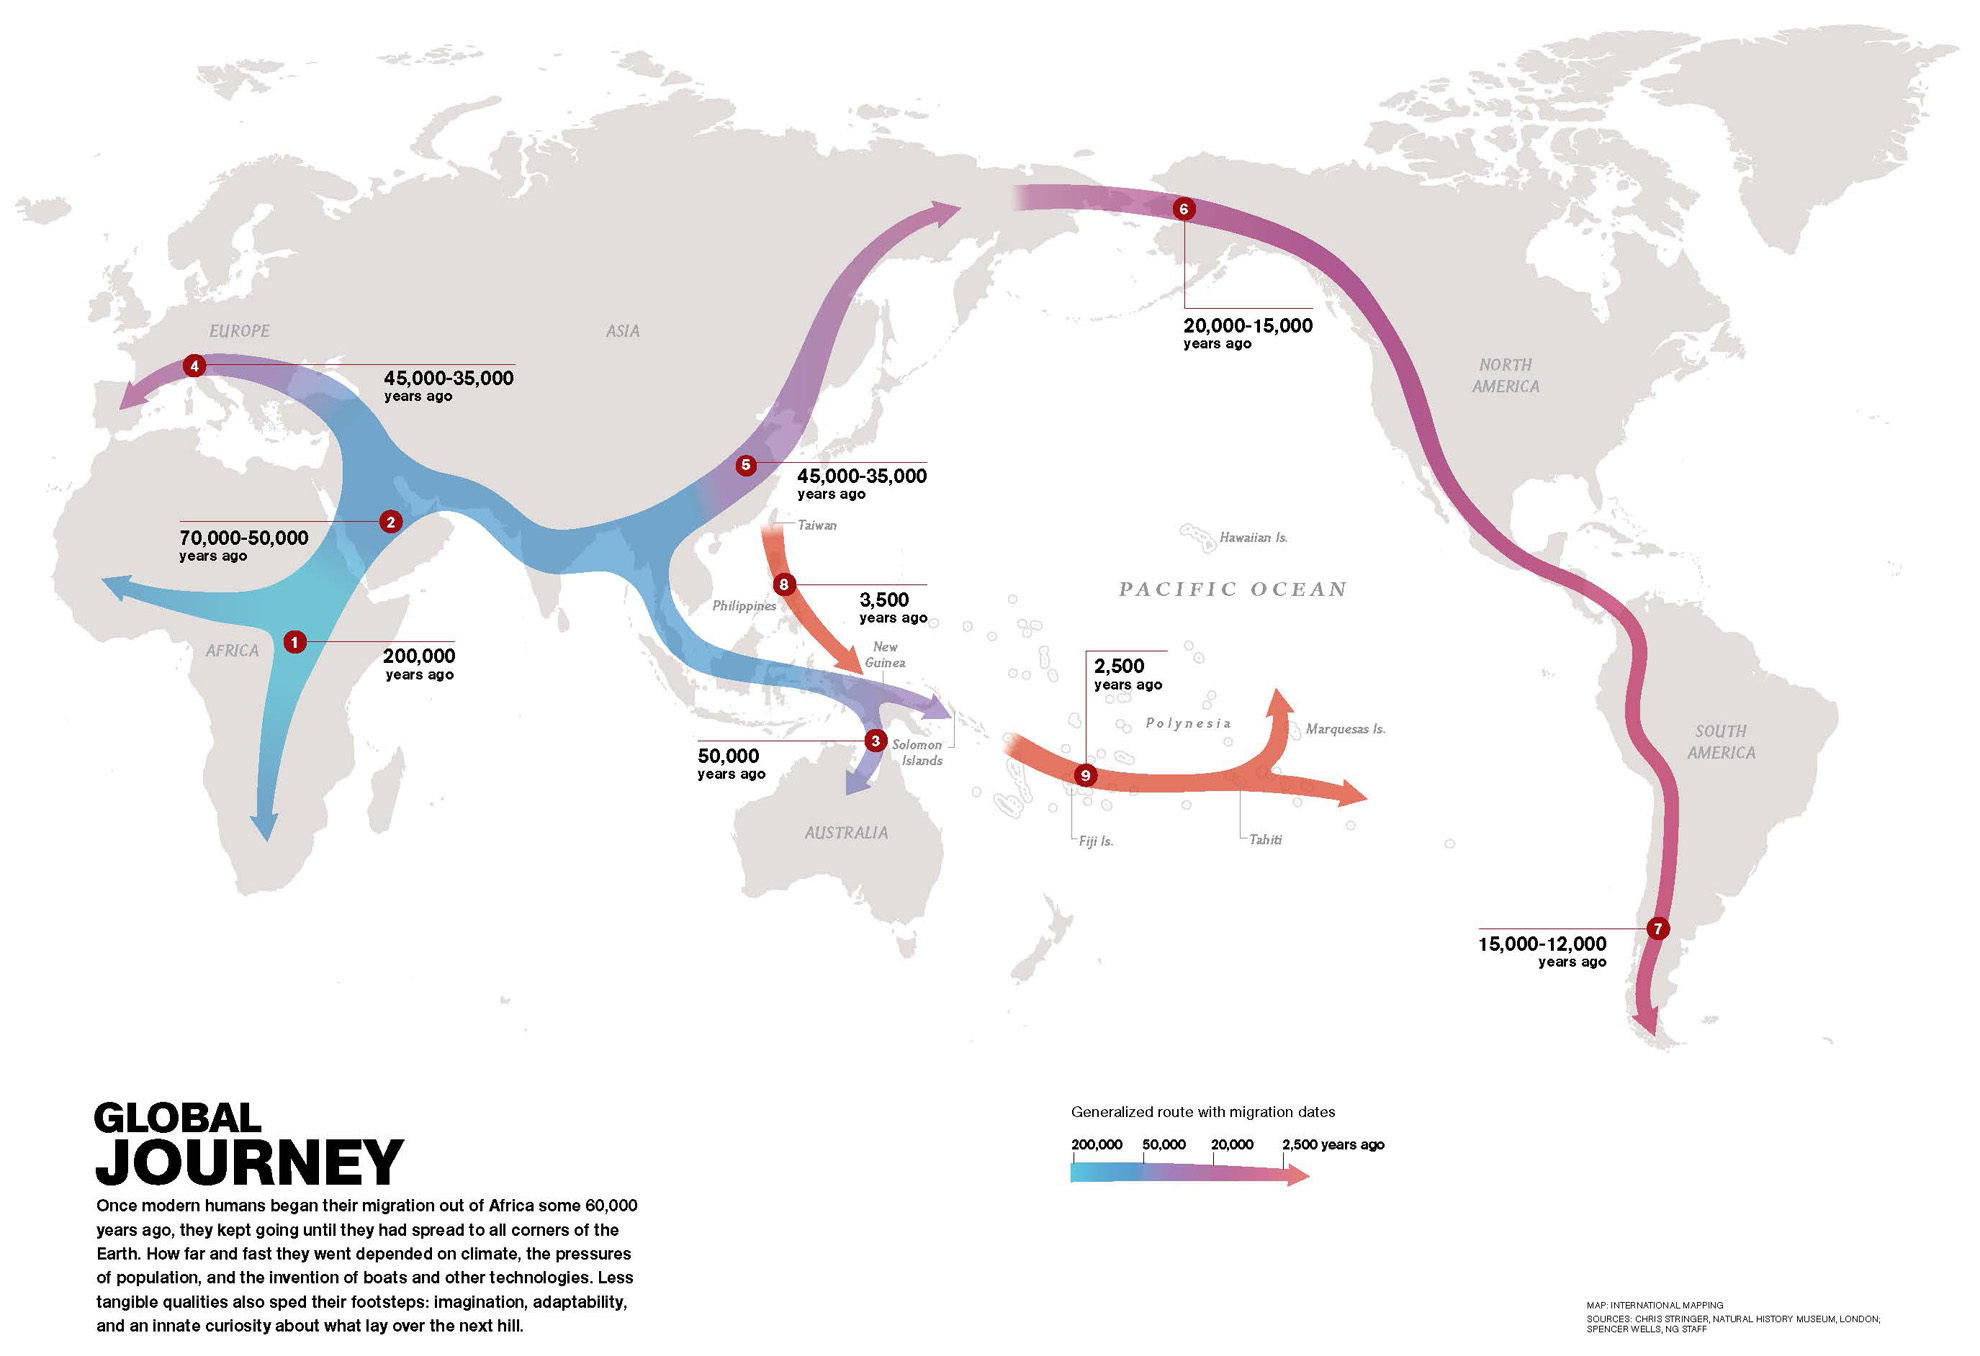 EUROPE
ASIA
4
45,000-35,000
years ago
6
20,000-15,000
years ago
NORTH
AMERICA
5
45,000-35,000
years ago
2
70,000-50,000
years ago
Taiwan
Hawaiian Is.
PACIFIC OCEAN
8
3,500
years ago
Philippines
1
AFRICA
200,000
years ago
New
Guinea
2,500
years ago
Polynesia
Marquesas Is.
3
50,000
years ago
Solomon
Islands
9
SOUTH
AMERICA
AUSTRALIA
Fiji Is.
Tahiti
7
15,000-12,000
years ago
GLOBAL
JOURNEY
Once modern humans began their migration out of Africa some 60,000
years ago, they kept going until they had spread to all corners of the
Earth. How far and fast they went depended on climate, the pressures
of population, and the invention of boats and other technologies. Less
tangible qualities also sped their footsteps: imagination, adaptability,
and an innate curiosity about what lay over the next hill.
Generalized route with migration dates
200,000 50,000 20,000 2,500 years ago
MAP: INTERNATIONAL MAPPING
SOURCES: CHRIS STRINGER, NATURAL HISTORY MUSEUM, LONDON;
SPENCER WELLS, NG STAFF